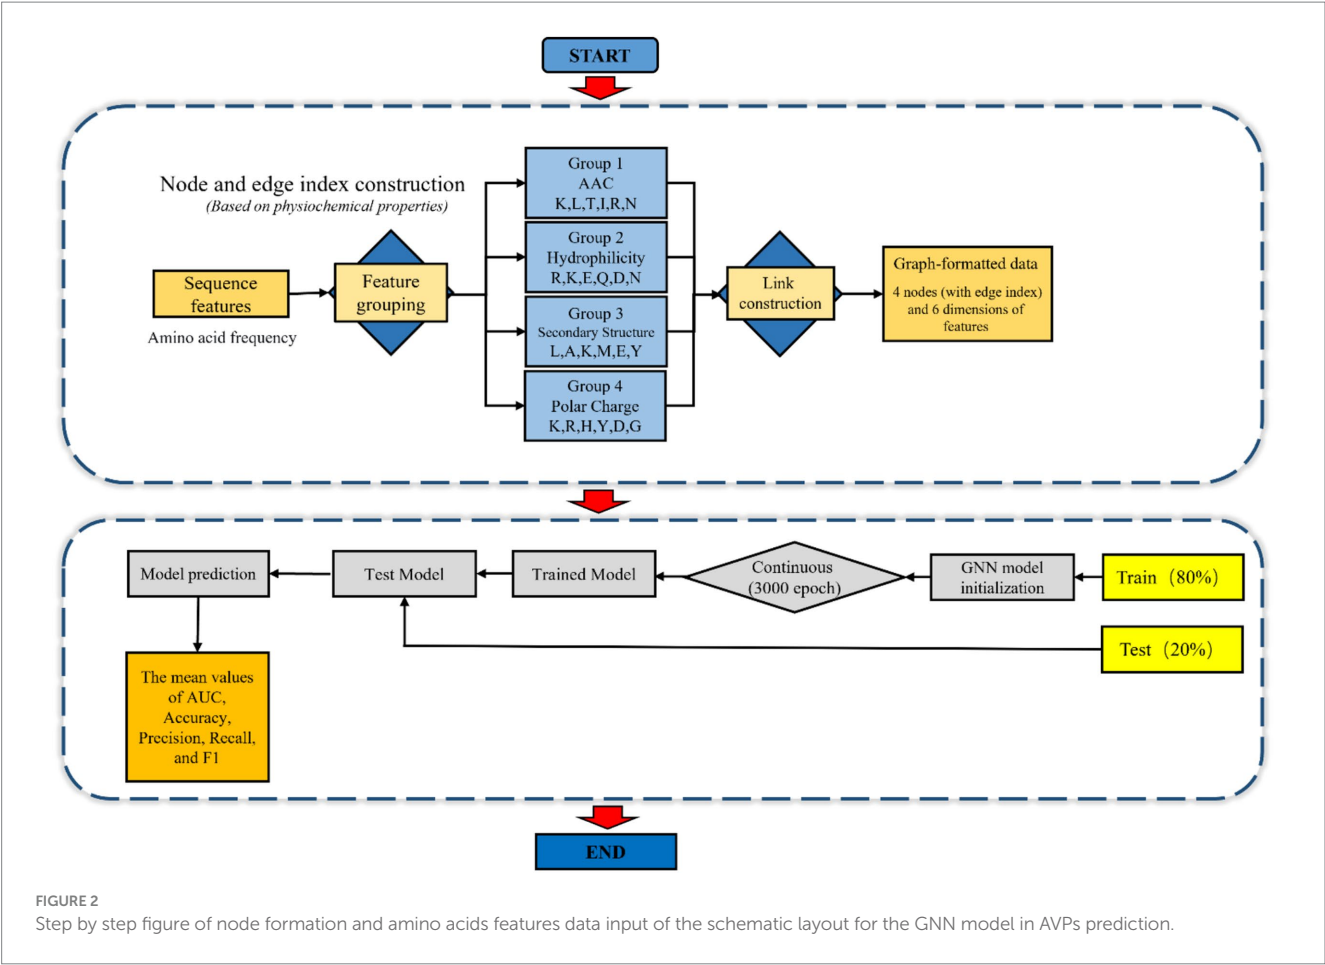 START
Node and edge index construction
(Based on physiochemical properties)
Sequence
features
Amino acid frequency
Feature
grouping
Group 1
AAC
K,L,T,I,R,N
Group 2
Hydrophilicity
R,K,E,Q,D,N
Group 3
Secondary Structure
L,A,K,M,E,Y
Group 4
Polar Charge
K,R,H,Y,D,G
Link
construction
Graph-formatted data
4 nodes (with edge index)
and 6 dimensions of
features
Model prediction
Test Model
Trained Model
Continuous
(3000 epoch)
GNN model
initialization
Train（80%）
Test（20%）
The mean values
of AUC,
Accuracy,
Precision, Recall,
and F1
END
FIGURE 2
Step by step figure of node formation and amino acids features data input of the schematic layout for the GNN model in AVPs prediction.